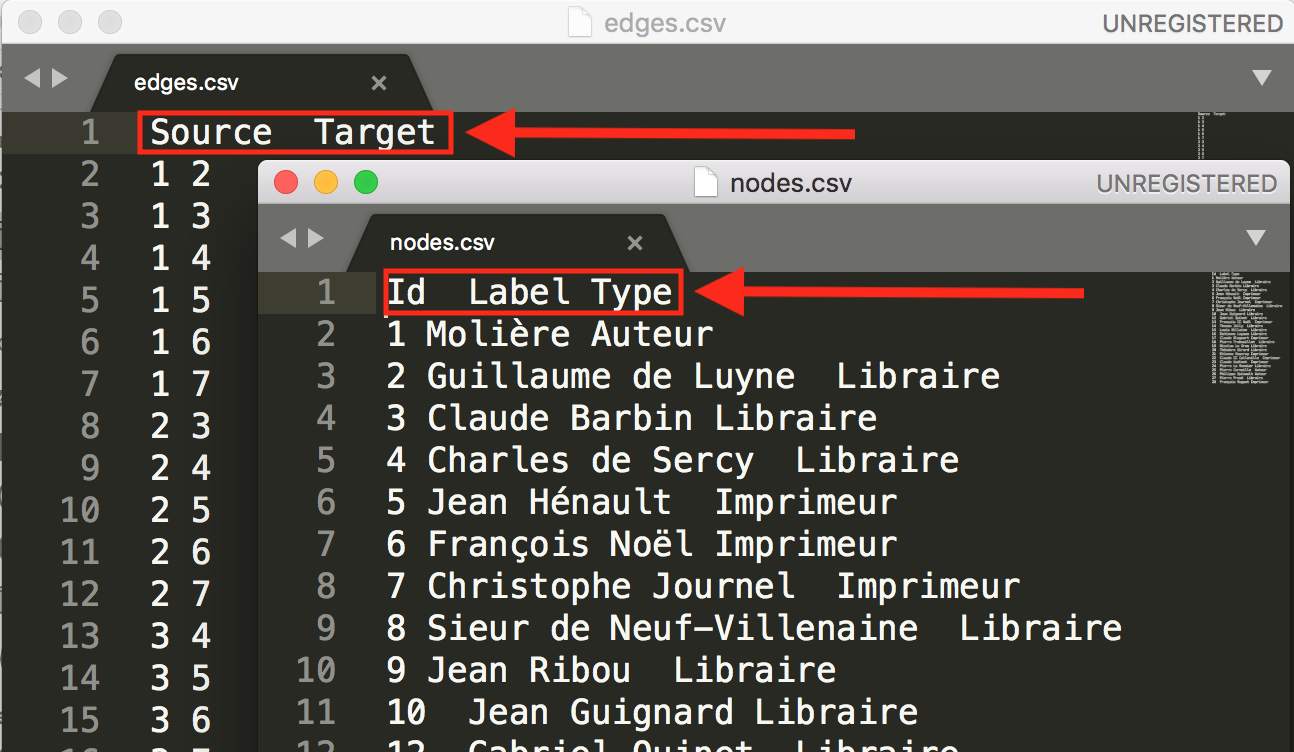 edges.csv UNREGISTERED
edges.csv ×
1 Source Target
2 1 2
3 1 3
4 1 4
5 1 5
6 1 6
7 1 7
8 2 3
9 2 4
10 2 5
11 2 6
12 2 7
13 3 4
14 3 5
15 3 6
nodes.csv UNREGISTERED
nodes.csv ×
1 Id Label Type
2 1 Molière Auteur
3 2 Guillaume de Luyne Libraire
4 3 Claude Barbin Libraire
5 4 Charles de Sercy Libraire
6 5 Jean Hénault Imprimeur
7 6 François Noël Imprimeur
8 7 Christophe Journel Imprimeur
9 8 Sieur de Neuf-Villenaine Libraire
10 9 Jean Ribou Libraire
11 10 Jean Guignard Libraire
12 12 Gabriel Quinet Libraire